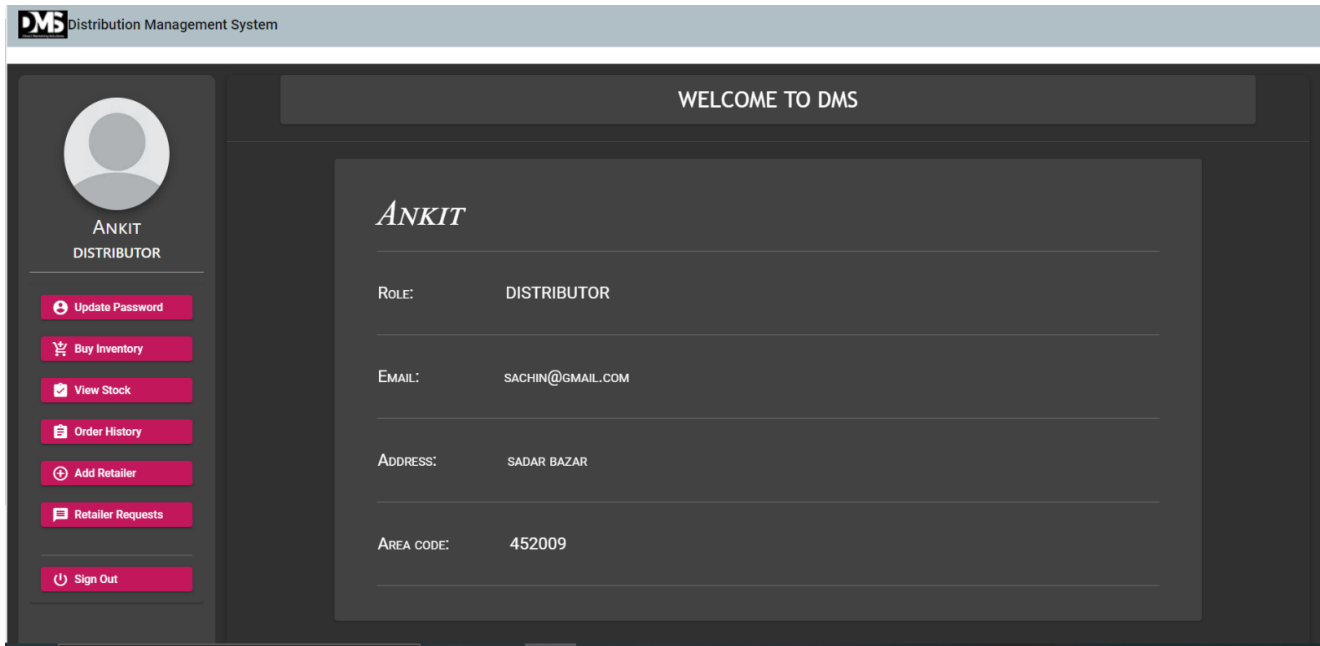 DMS Distribution Management System
WELCOME TO DMS
ANKIT
DISTRIBUTOR
Update Password
Buy Inventory
View Stock
Order History
Add Retailer
Retailer Requests
Sign Out
ANKIT
ROLE: DISTRIBUTOR
EMAIL: SACHIN@GMAIL.COM
ADDRESS: SADAR BAZAR
AREA CODE: 452009